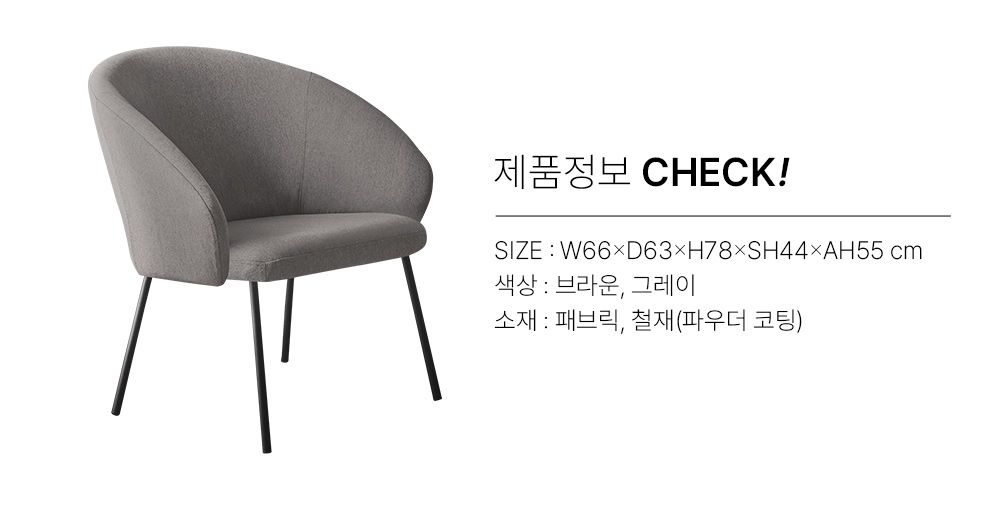 제품정보 CHECK!
SIZE : W66×D63×H78×SH44×AH55 cm
색상 : 브라운, 그레이
소재 : 패브릭, 철재(파우더 코팅)